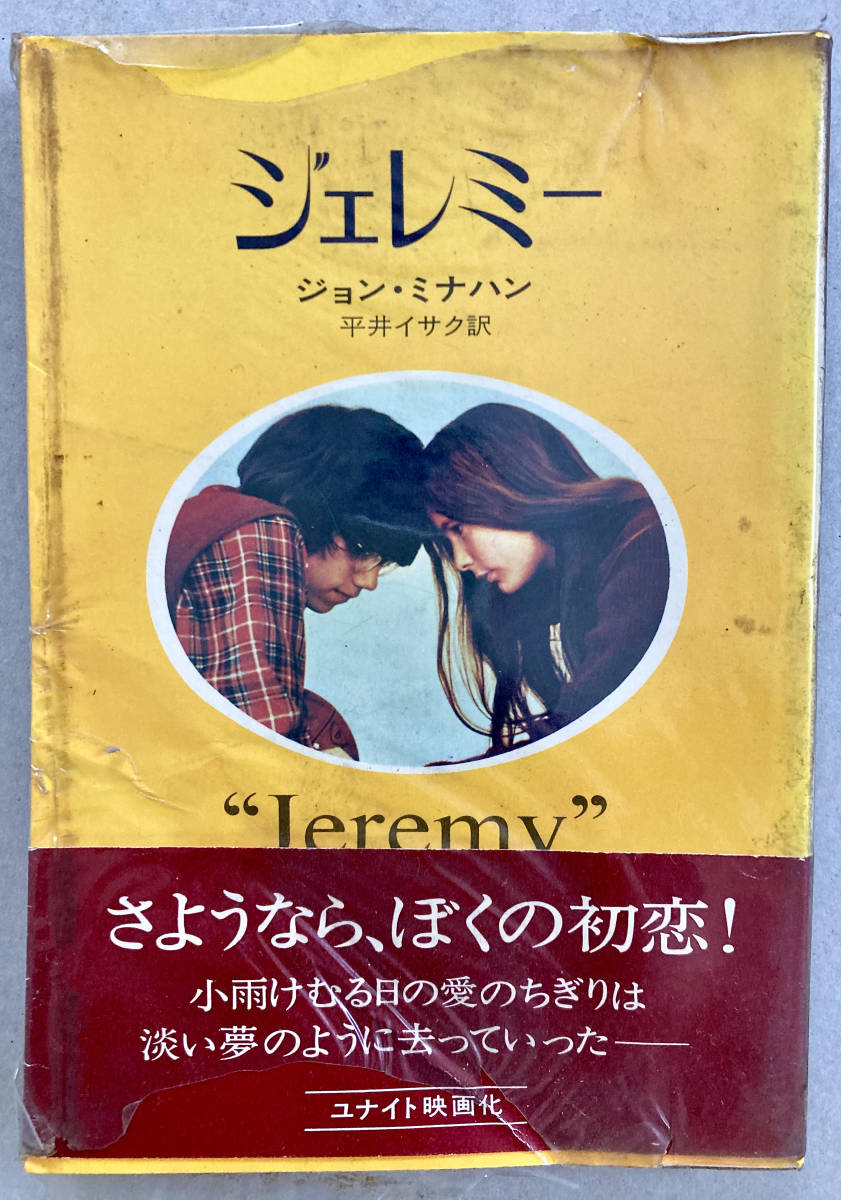 ジェレミー
ジョン・ミナハン
平井イサク訳
“Jeremy”
さようなら、ぼくの初恋！
小雨けむる日の愛のちぎりは
淡い夢のように去っていった——
ユナイト映画化